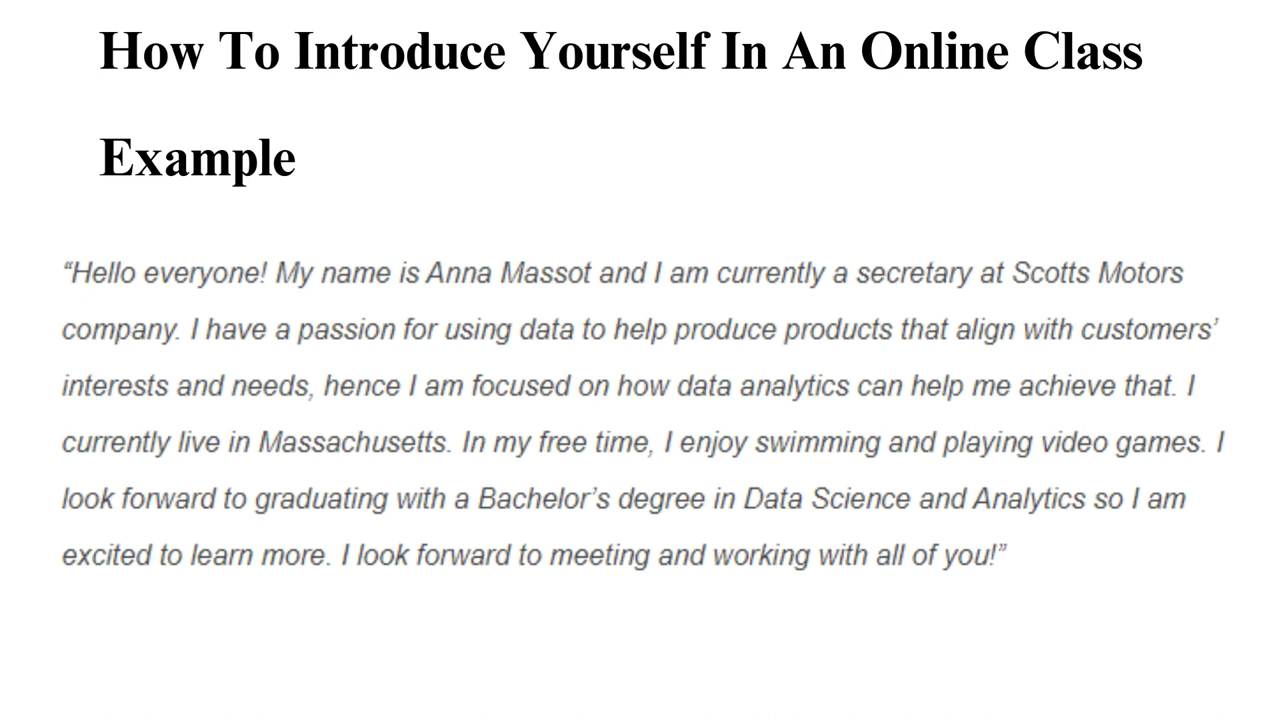 How To Introduce Yourself In An Online Class
Example
“Hello everyone! My name is Anna Massot and I am currently a secretary at Scotts Motors
company. I have a passion for using data to help produce products that align with customers’
interests and needs, hence I am focused on how data analytics can help me achieve that. I
currently live in Massachusetts. In my free time, I enjoy swimming and playing video games. I
look forward to graduating with a Bachelor’s degree in Data Science and Analytics so I am
excited to learn more. I look forward to meeting and working with all of you!”